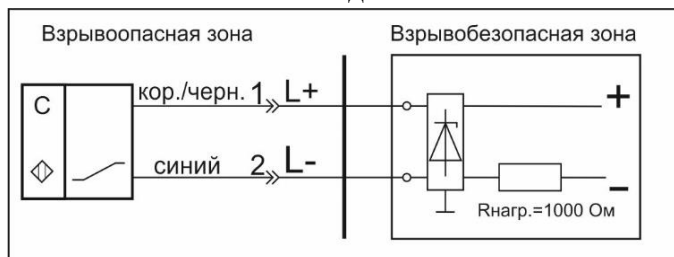 Взрывоопасная зона
Взрывобезопасная зона
кор./черн. 1 L+
+
C
синий 2 L-
–
Rнагр.=1000 Ом